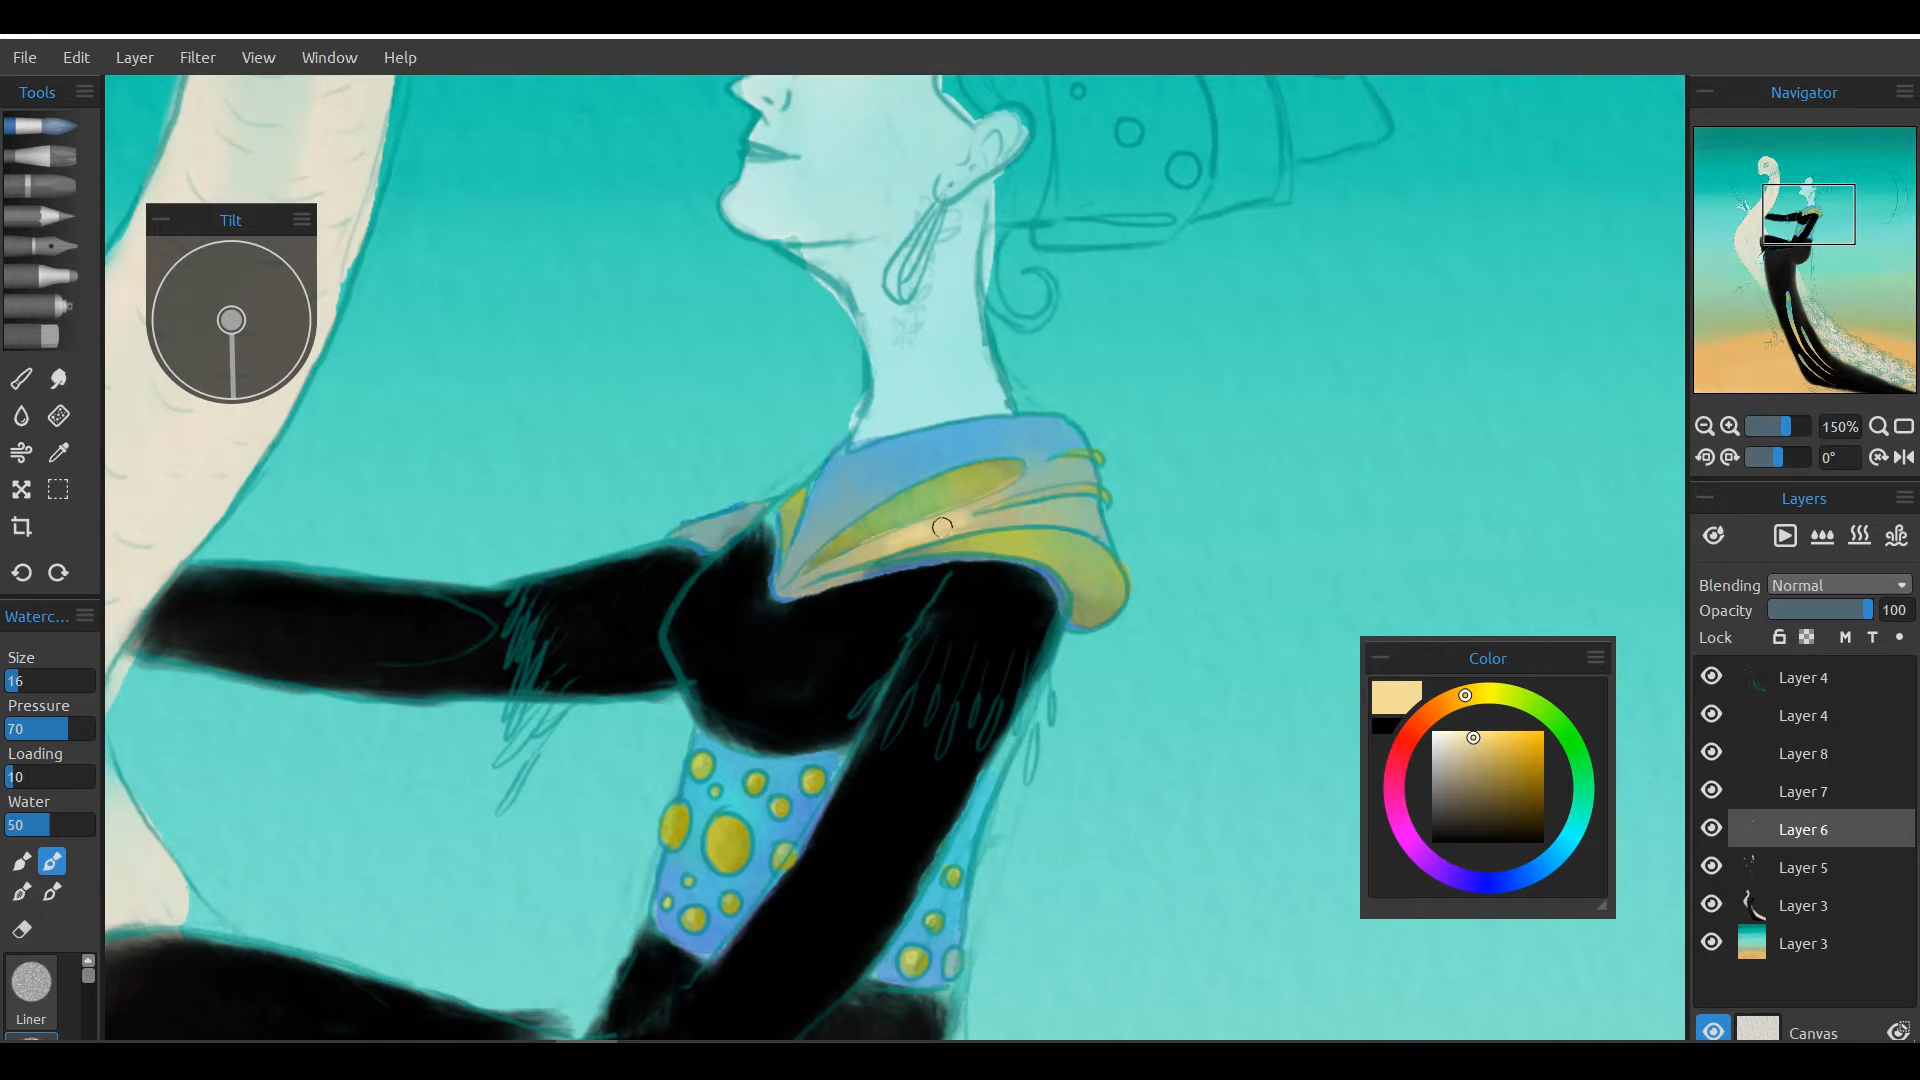 File Edit Layer Filter View Window Help
Tools
Tilt
Waterc...
Size
16
Pressure
70
Loading
10
Water
50
Liner
Color
Navigator
150%
0°
Layers
Blending Normal
Opacity 100
Lock M T
Layer 4
Layer 4
Layer 8
Layer 7
Layer 6
Layer 5
Layer 3
Layer 3
Canvas